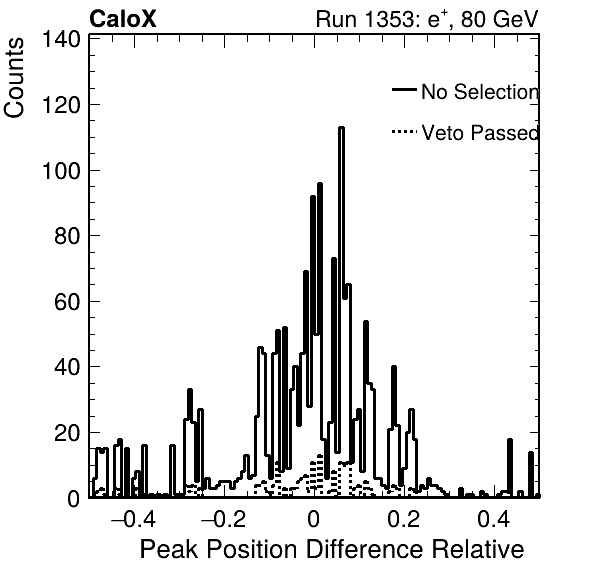 CaloX Run 1353: e⁺, 80 GeV
Counts
140
120
100
80
60
40
20
0
No Selection
Veto Passed
−0.4 −0.2 0 0.2 0.4
Peak Position Difference Relative